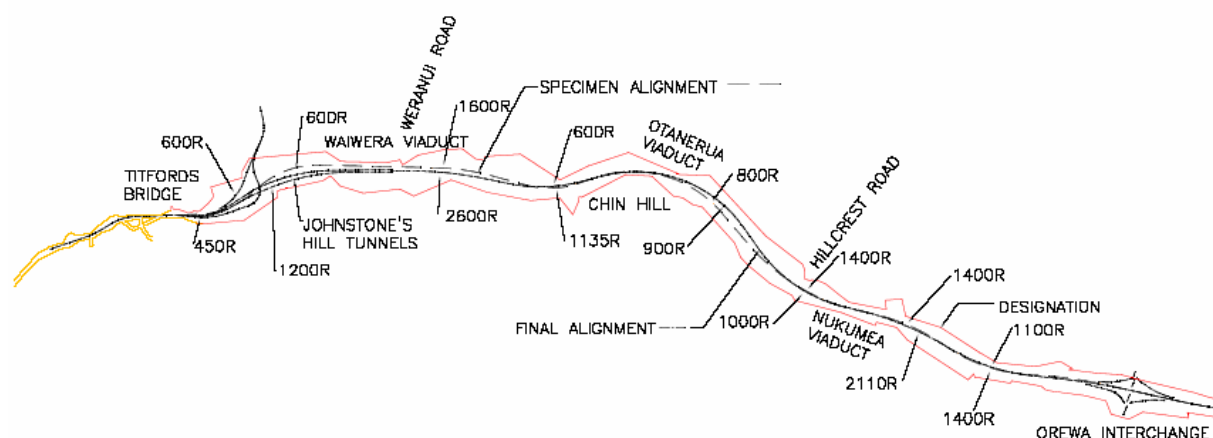 WERANUI ROAD
SPECIMEN ALIGNMENT
1600R
600R
600R
WAIWERA VIADUCT
600R
OTANERUA
VIADUCT
TITFORDS
BRIDGE
800R
CHIN HILL
HILLCREST ROAD
JOHNSTONE'S
HILL TUNNELS
2600R
450R
1135R
900R
1200R
1400R
1400R
DESIGNATION
FINAL ALIGNMENT
1000R
NUKUMEA
VIADUCT
1100R
2110R
1400R
OREWA INTERCHANGE